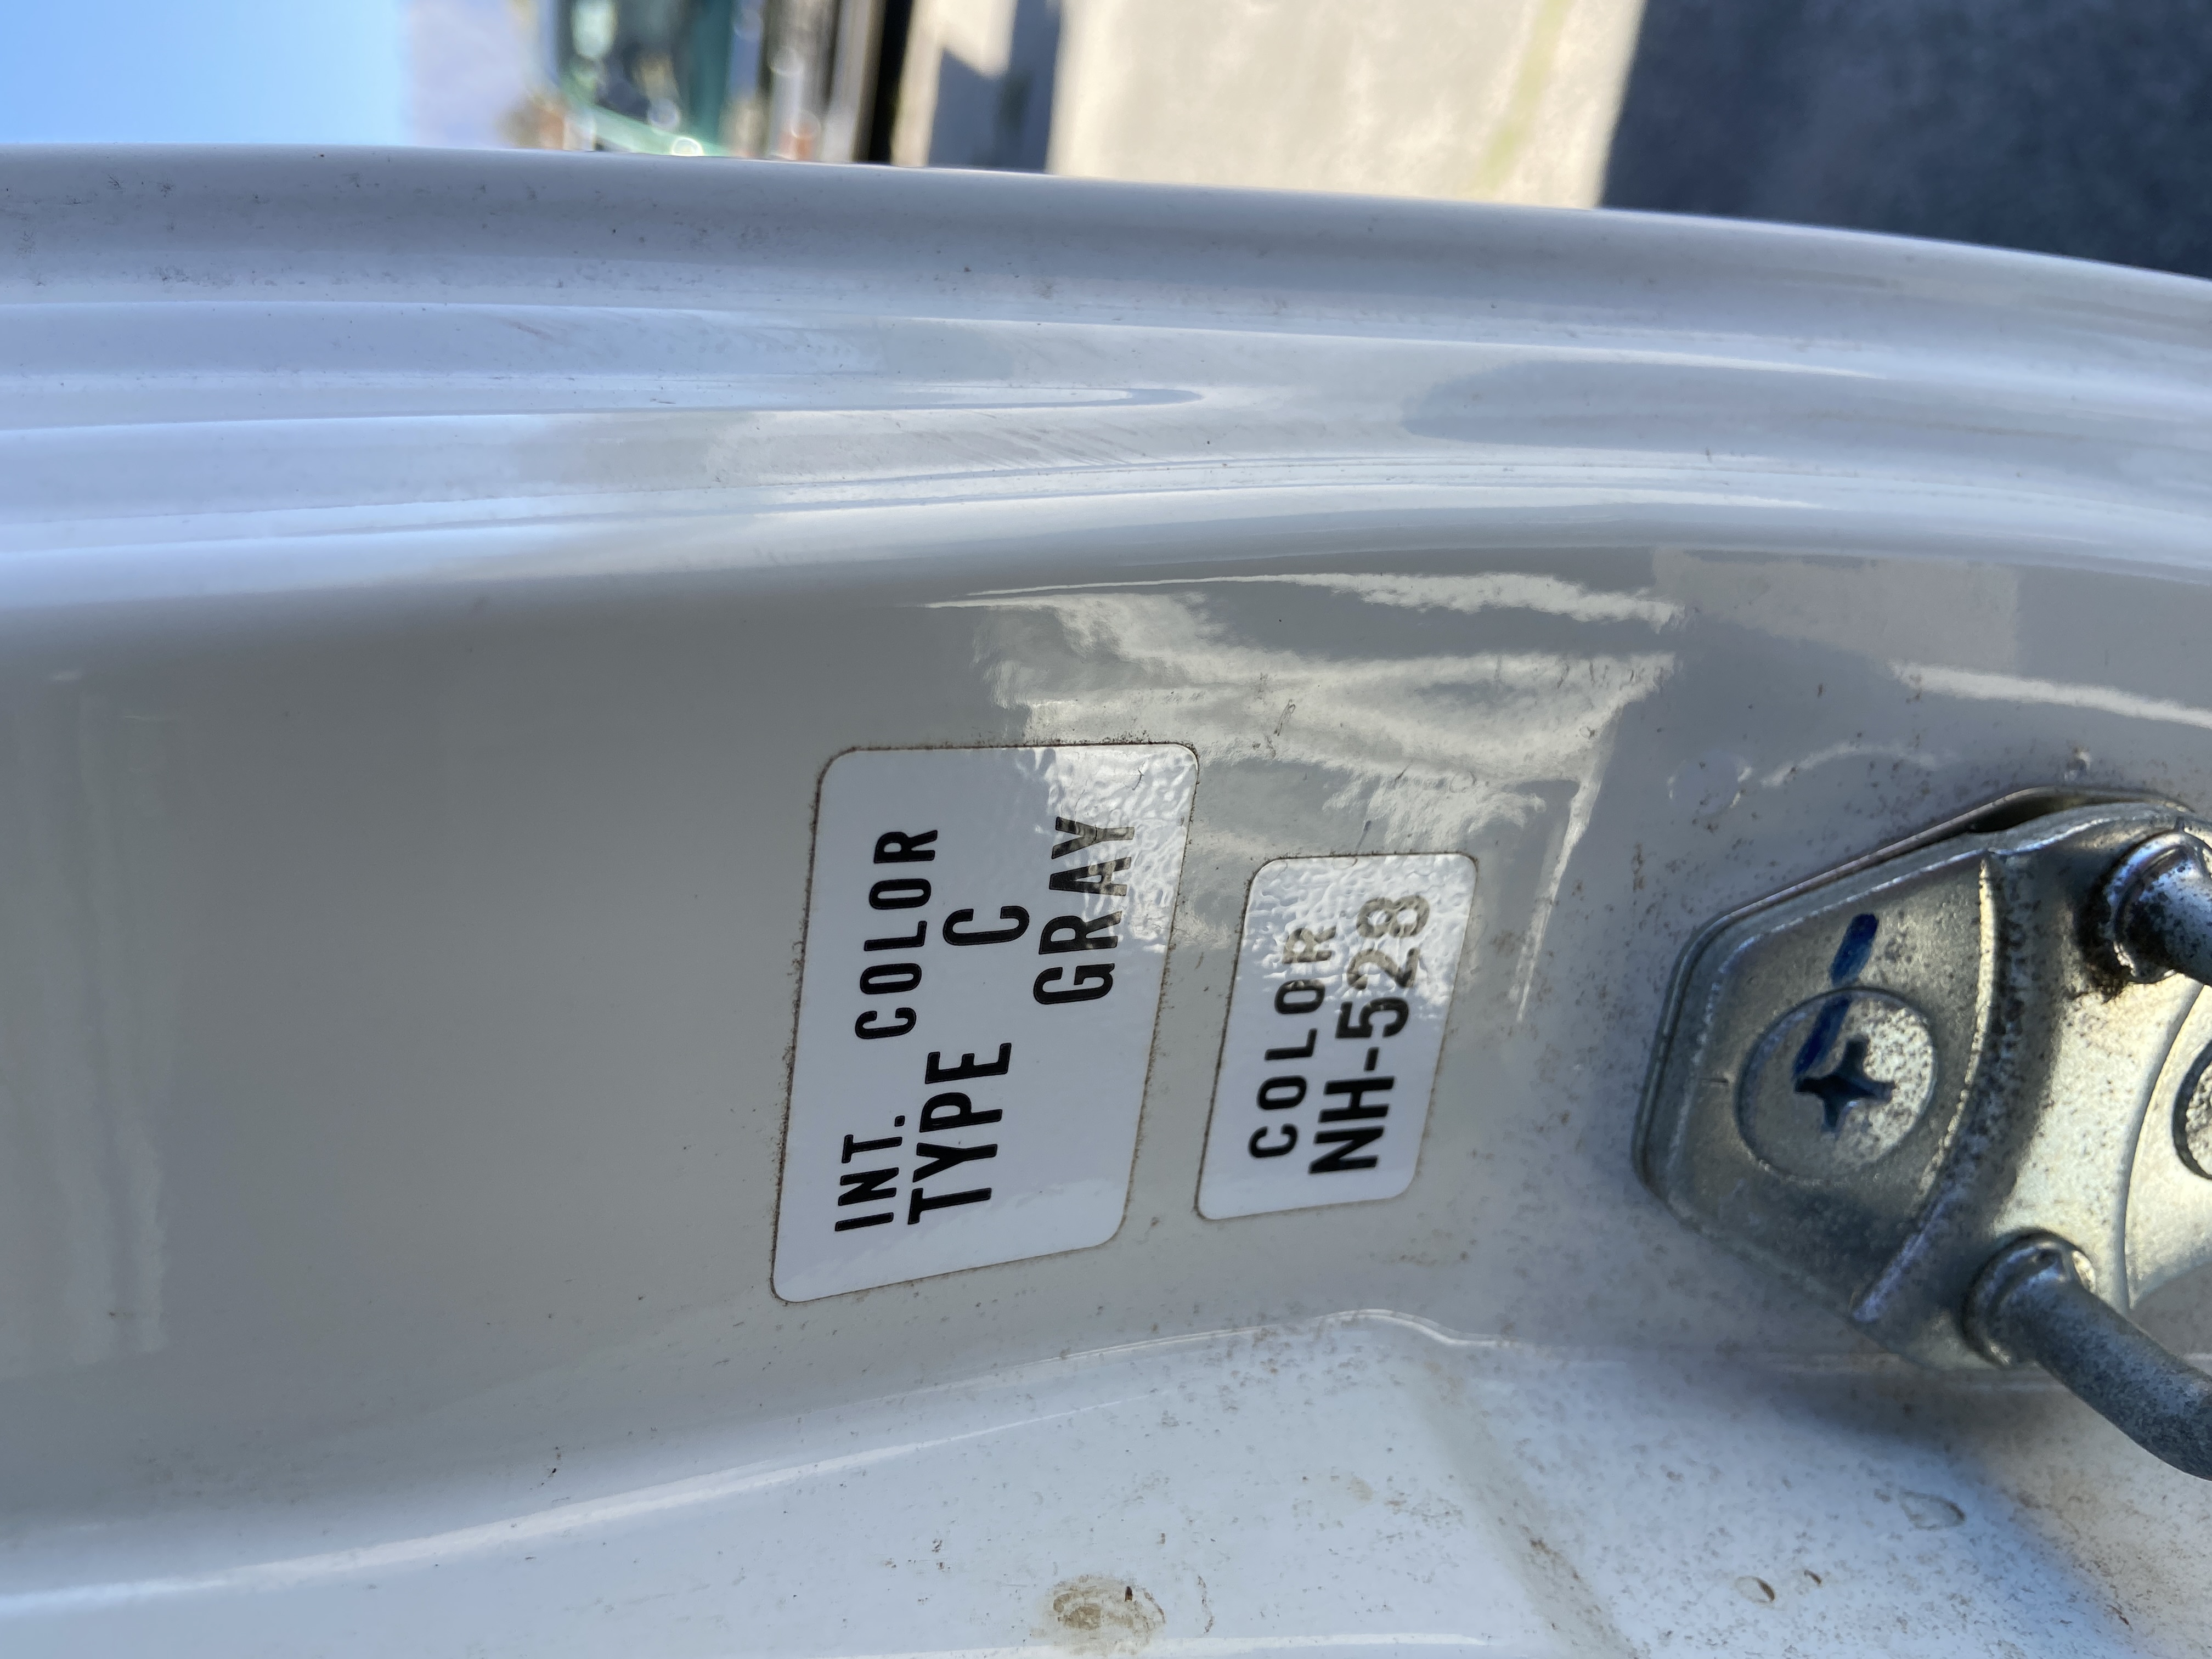 INT. COLOR
TYPE C
GRAY
COLOR
NH-528